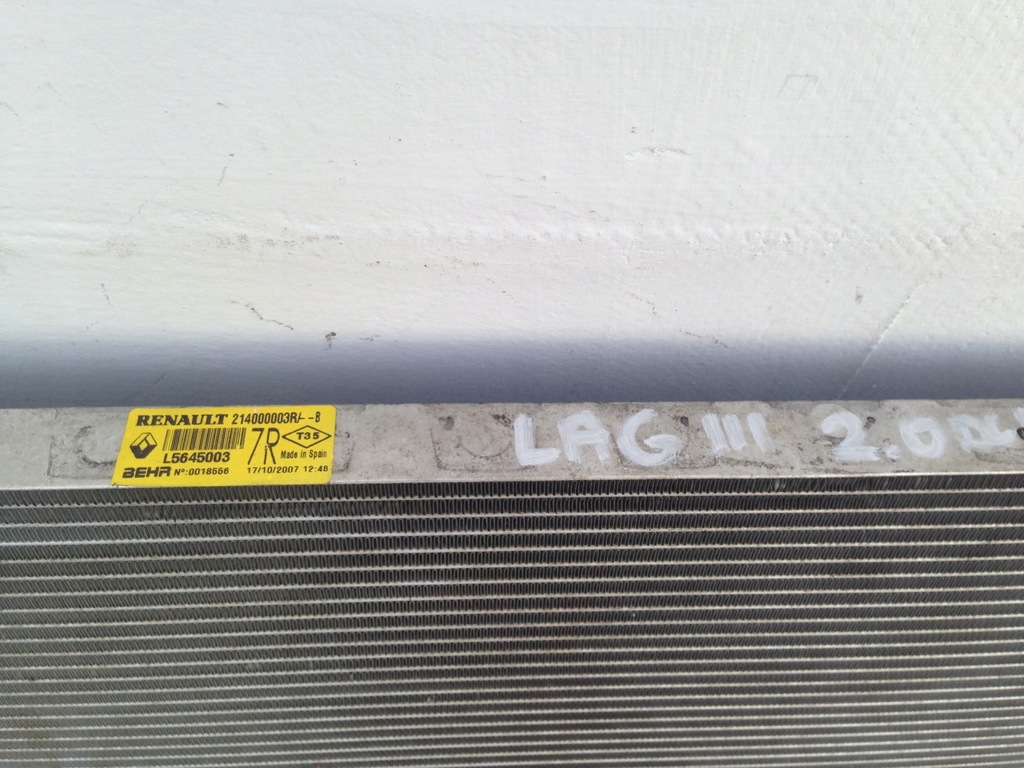 RENAULT 214000003R/- -B
7R T35
L5645003 Made in Spain
BEHR Nº:0018556 17/10/2007 12:48
LAG III 2.0